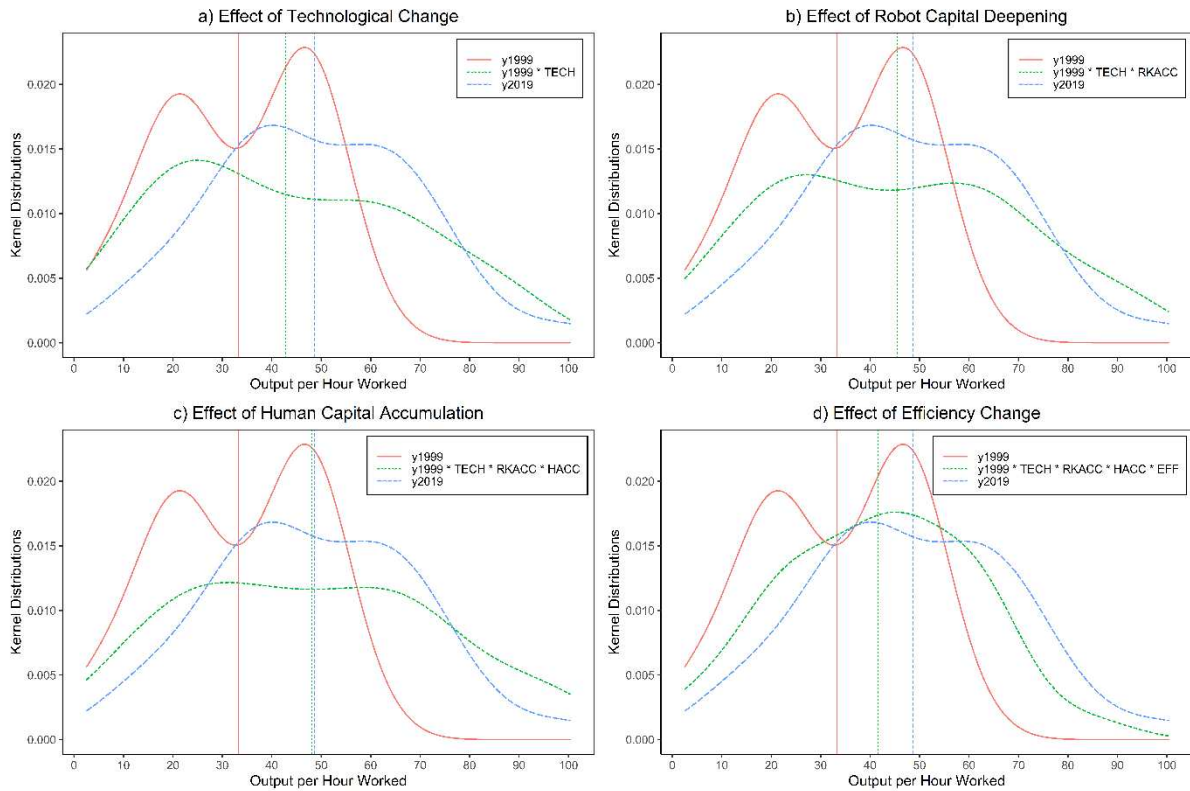 a) Effect of Technological Change
Kernel Distributions
0.020
0.015
0.010
0.005
0.000
y1999
y1999 * TECH
y2019
0 10 20 30 40 50 60 70 80 90 100
Output per Hour Worked
b) Effect of Robot Capital Deepening
Kernel Distributions
0.020
0.015
0.010
0.005
0.000
y1999
y1999 * TECH * RKACC
y2019
0 10 20 30 40 50 60 70 80 90 100
Output per Hour Worked
c) Effect of Human Capital Accumulation
Kernel Distributions
0.020
0.015
0.010
0.005
0.000
y1999
y1999 * TECH * RKACC * HACC
y2019
0 10 20 30 40 50 60 70 80 90 100
Output per Hour Worked
d) Effect of Efficiency Change
Kernel Distributions
0.020
0.015
0.010
0.005
0.000
y1999
y1999 * TECH * RKACC * HACC * EFF
y2019
0 10 20 30 40 50 60 70 80 90 100
Output per Hour Worked